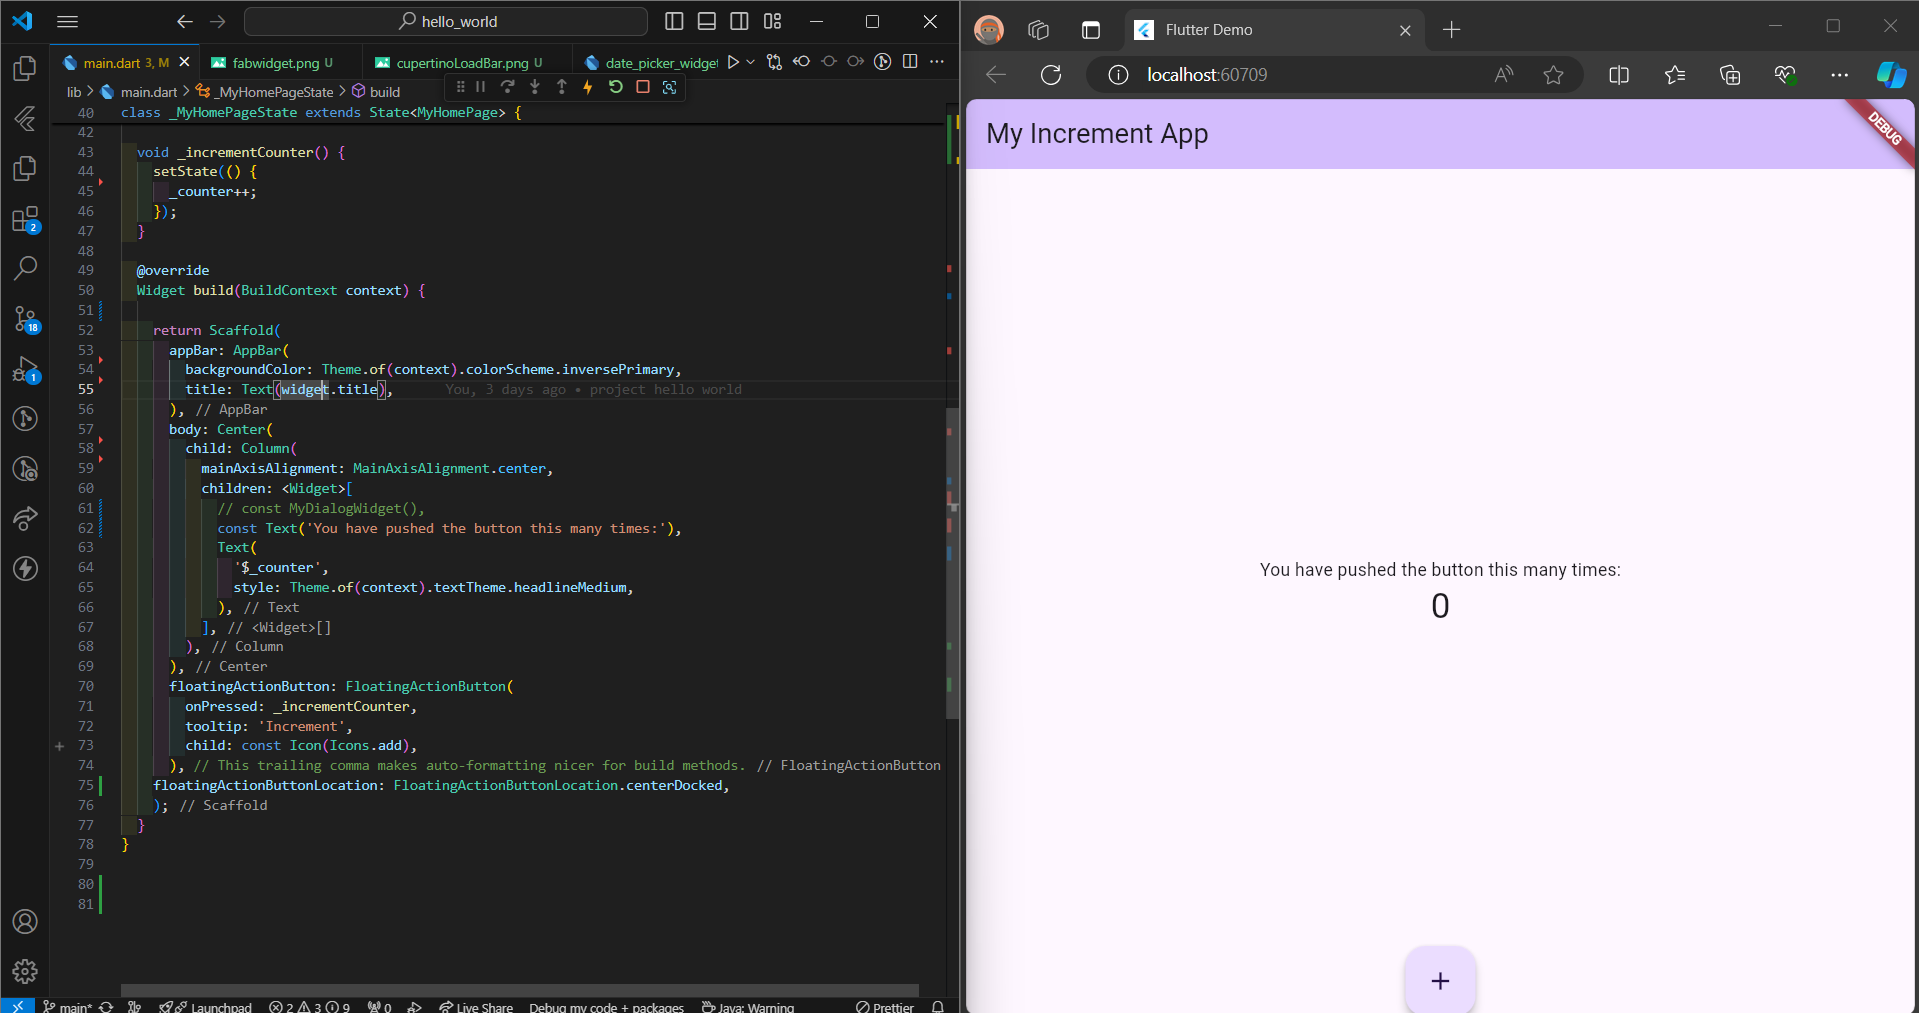 hello_world
main.dart 3, M
fabwidget.png U
cupertinoLoadBar.png U
date_picker_widget
lib > main.dart > _MyHomePageState > build
40 class _MyHomePageState extends State<MyHomePage> {
42
43 void _incrementCounter() {
44 setState(() {
45 _counter++;
46 });
47 }
48
49 @override
50 Widget build(BuildContext context) {
51
52 return Scaffold(
53 appBar: AppBar(
54 backgroundColor: Theme.of(context).colorScheme.inversePrimary,
55 title: Text(widget.title), You, 3 days ago • project hello world
56 ), // AppBar
57 body: Center(
58 child: Column(
59 mainAxisAlignment: MainAxisAlignment.center,
60 children: <Widget>[
61 // const MyDialogWidget(),
62 const Text('You have pushed the button this many times:'),
63 Text(
64 '$_counter',
65 style: Theme.of(context).textTheme.headlineMedium,
66 ), // Text
67 ], // <Widget>[]
68 ), // Column
69 ), // Center
70 floatingActionButton: FloatingActionButton(
71 onPressed: _incrementCounter,
72 tooltip: 'Increment',
73 child: const Icon(Icons.add),
74 ), // This trailing comma makes auto-formatting nicer for build methods. // FloatingActionButton
75 floatingActionButtonLocation: FloatingActionButtonLocation.centerDocked,
76 ); // Scaffold
77 }
78 }
79
80
81
2
18
1
main* Launchpad 2 3 9 0 Live Share Debug my code + packages Java: Warning Prettier
Flutter Demo
localhost:60709
My Increment App
DEBUG
You have pushed the button this many times:
0
+